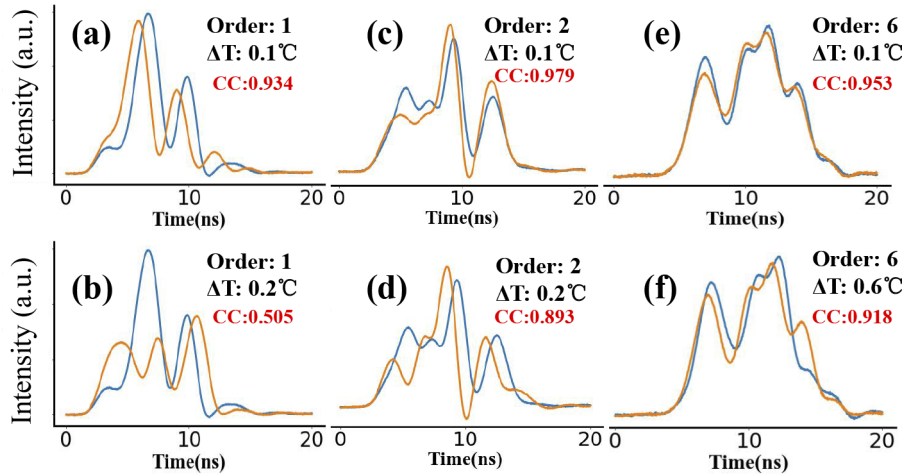 Intensity (a.u.)
(a)
Order: 1
ΔT: 0.1℃
CC:0.934
0
10
20
Time(ns)
(c)
Order: 2
ΔT: 0.1℃
CC:0.979
0
10
20
Time(ns)
(e)
Order: 6
ΔT: 0.1℃
CC:0.953
0
10
20
Time(ns)
Intensity (a.u.)
(b)
Order: 1
ΔT: 0.2℃
CC:0.505
0
10
20
Time(ns)
(d)
Order: 2
ΔT: 0.2℃
CC:0.893
0
10
20
Time(ns)
(f)
Order: 6
ΔT: 0.6℃
CC:0.918
0
10
20
Time(ns)